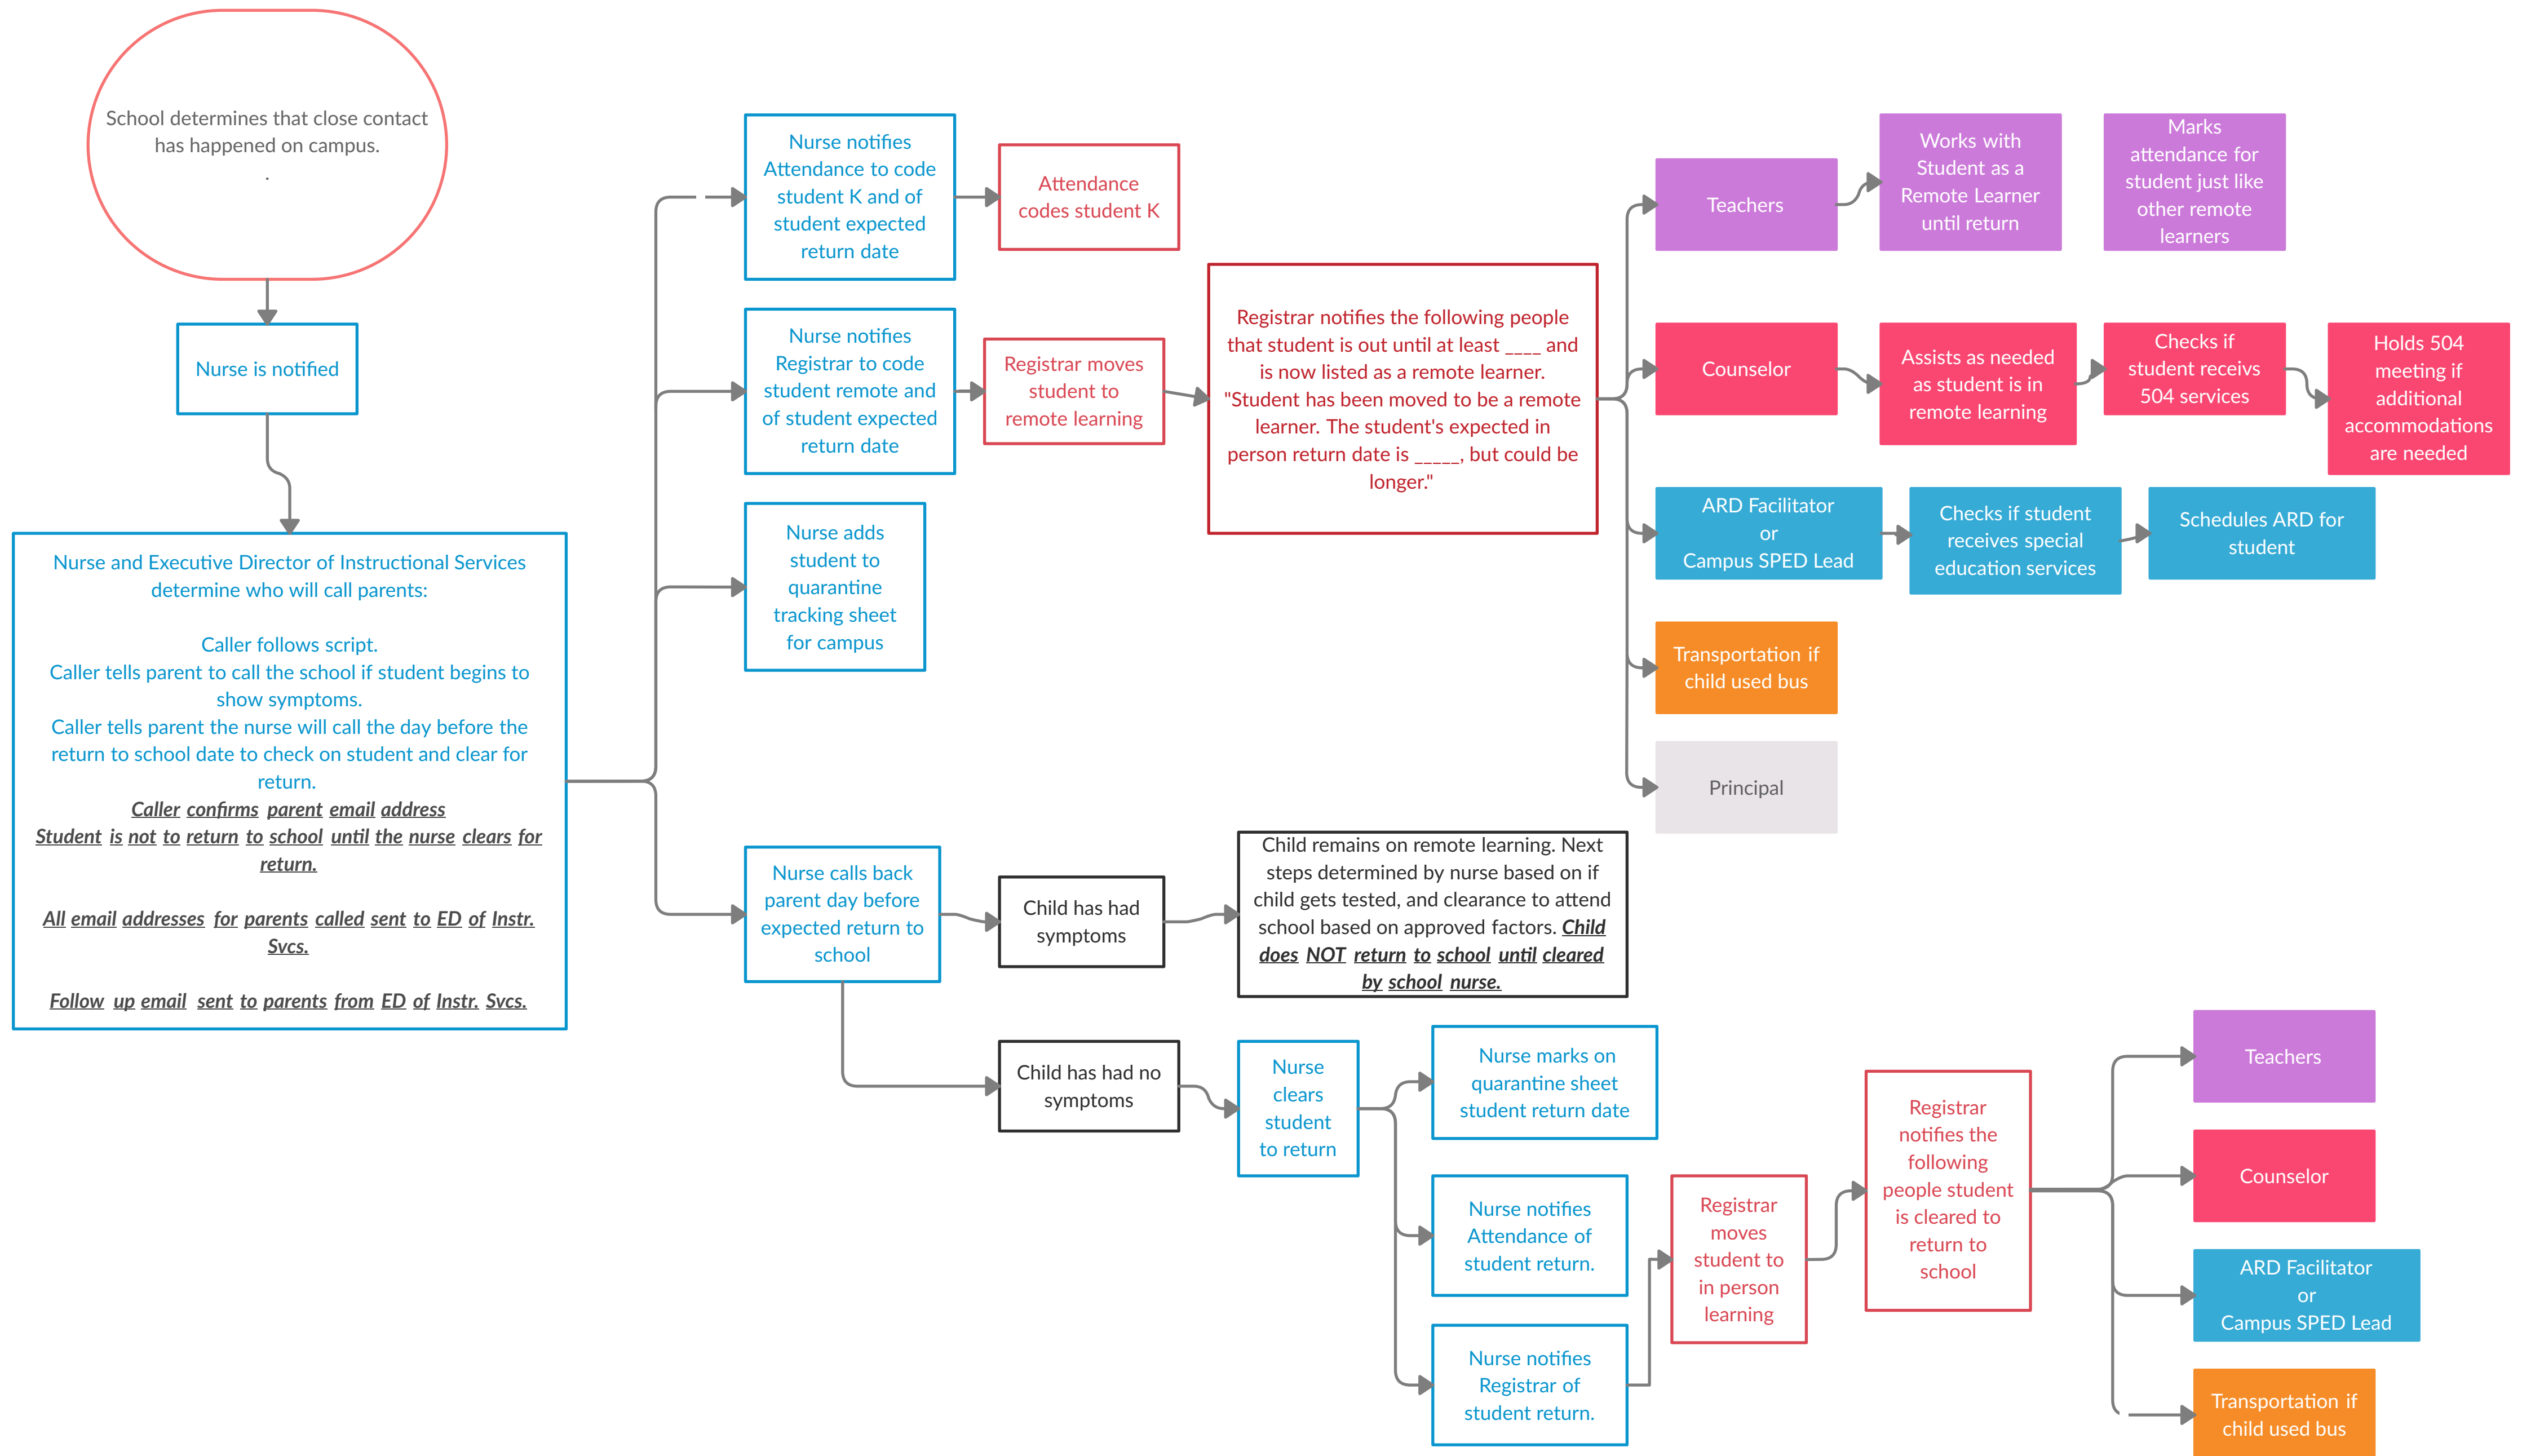 School determines that close contact
has happened on campus.
.
Nurse is notified
Nurse and Executive Director of Instructional Services
determine who will call parents:
Caller follows script.
Caller tells parent to call the school if student begins to
show symptoms.
Caller tells parent the nurse will call the day before the
return to school date to check on student and clear for
return.
Caller confirms parent email address
Student is not to return to school until the nurse clears for
return.
All email addresses for parents called sent to ED of Instr.
Svcs.
Follow up email sent to parents from ED of Instr. Svcs.
Nurse notifies
Attendance to code
student K and of
student expected
return date
Attendance
codes student K
Nurse notifies
Registrar to code
student remote and
of student expected
return date
Registrar moves
student to
remote learning
Registrar notifies the following people
that student is out until at least ____ and
is now listed as a remote learner.
"Student has been moved to be a remote
learner. The student's expected in
person return date is _____, but could be
longer."
Teachers
Works with
Student as a
Remote Learner
until return
Marks
attendance for
student just like
other remote
learners
Counselor
Assists as needed
as student is in
remote learning
Checks if
student receivs
504 services
Holds 504
meeting if
additional
accommodations
are needed
ARD Facilitator
or
Campus SPED Lead
Checks if student
receives special
education services
Schedules ARD for
student
Transportation if
child used bus
Principal
Nurse adds
student to
quarantine
tracking sheet
for campus
Nurse calls back
parent day before
expected return to
school
Child has had
symptoms
Child remains on remote learning. Next
steps determined by nurse based on if
child gets tested, and clearance to attend
school based on approved factors. Child
does NOT return to school until cleared
by school nurse.
Child has had no
symptoms
Nurse
clears
student
to return
Nurse marks on
quarantine sheet
student return date
Nurse notifies
Attendance of
student return.
Nurse notifies
Registrar of
student return.
Registrar
moves
student to
in person
learning
Registrar
notifies the
following
people student
is cleared to
return to
school
Teachers
Counselor
ARD Facilitator
or
Campus SPED Lead
Transportation if
child used bus